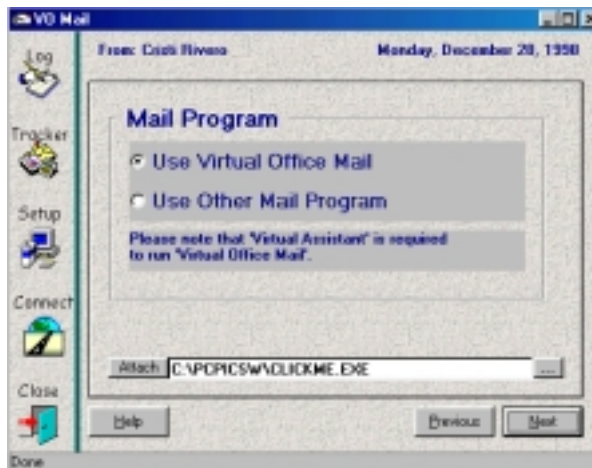 VO Mail
Log
Tracker
Setup
Connect
Close
From: Cristi Rivero
Monday, December 28, 1998
Mail Program
Use Virtual Office Mail
Use Other Mail Program
Please note that 'Virtual Assistant' is required
to run 'Virtual Office Mail'.
Attach C:\PCPICSW\CLICKME.EXE ...
Help
Previous
Next
Done